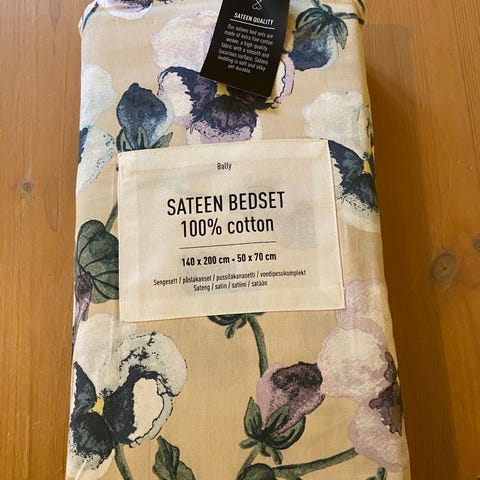 SATEEN QUALITY
Our sateen bed sets are
made of extra fine cotton
woven, a high-quality
fabric with a smooth and
luxurious surface. Sateen
bedding is soft and silky
yet durable.
Bally
SATEEN BEDSET
100% cotton
140 x 200 cm • 50 x 70 cm
Sengesett / påslakanset / pussilakanasetti / voodipesukomplekt
Sateng / satin / satiini / satään